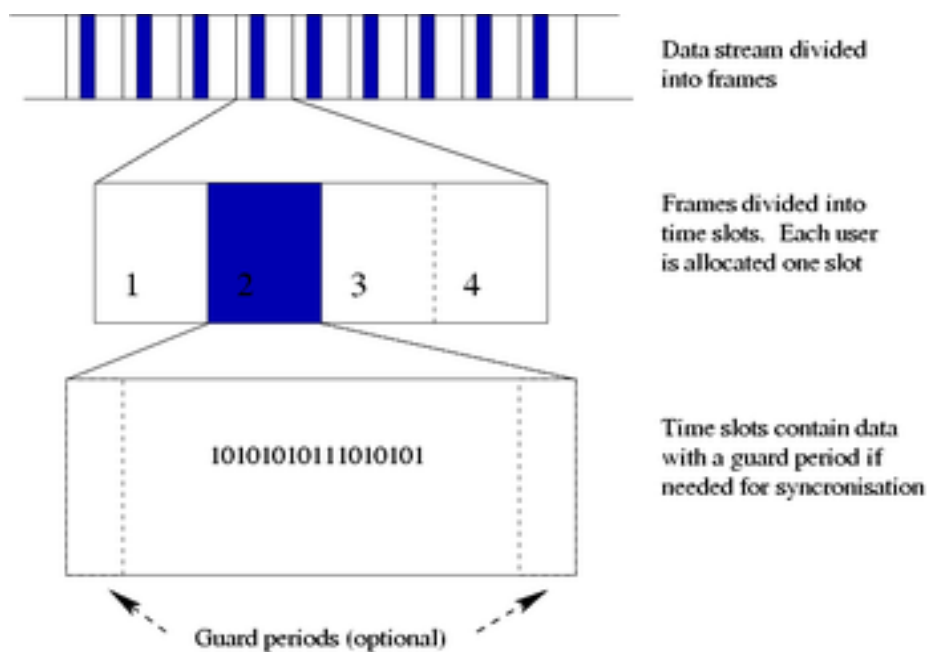 Data stream divided
into frames
Frames divided into
time slots.  Each user
is allocated one slot
1 2 3 4
Time slots contain data
with a guard period if
needed for syncronisation
10101010111010101
Guard periods (optional)